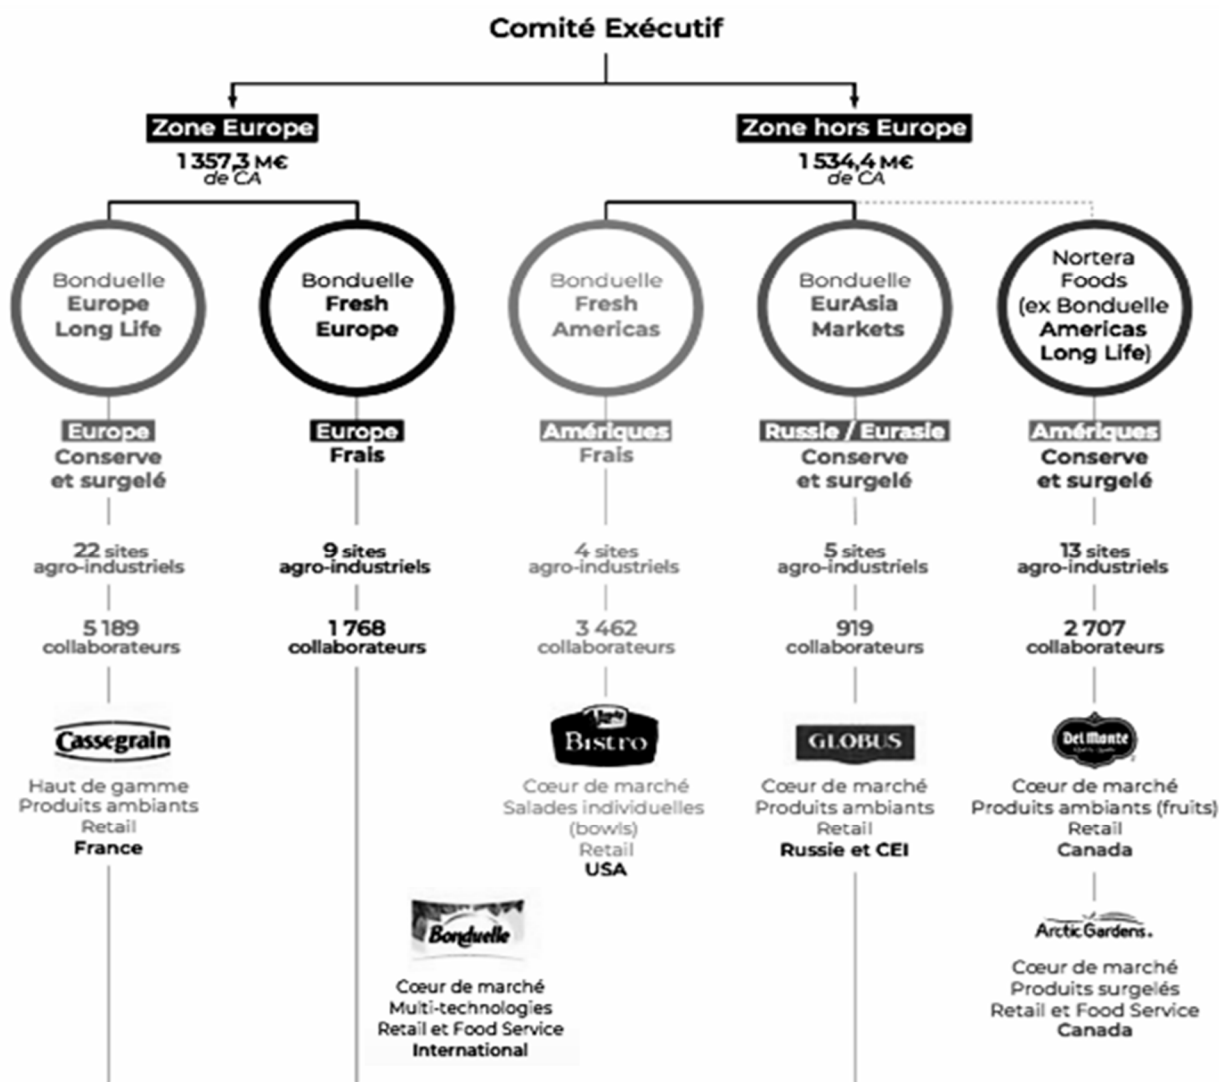 Comité Exécutif
Zone Europe
1 357,3 M€
de CA
Zone hors Europe
1 534,4 M€
de CA
Bonduelle
Europe
Long Life
Bonduelle
Fresh
Europe
Bonduelle
Fresh
Americas
Bonduelle
EurAsia
Markets
Nortera
Foods
(ex Bonduelle
Americas
Long Life)
Europe
Conserve
et surgelé
Europe
Frais
Amériques
Frais
Russie / Eurasie
Conserve
et surgelé
Amériques
Conserve
et surgelé
22 sites
agro-industriels
9 sites
agro-industriels
4 sites
agro-industriels
5 sites
agro-industriels
13 sites
agro-industriels
5 189
collaborateurs
1 768
collaborateurs
3 462
collaborateurs
919
collaborateurs
2 707
collaborateurs
Cassegrain
Haut de gamme
Produits ambiants
Retail
France
Bistro
Cœur de marché
Salades individuelles
(bowls)
Retail
USA
GLOBUS
Cœur de marché
Produits ambiants
Retail
Russie et CEI
Del Monte
Cœur de marché
Produits ambiants (fruits)
Retail
Canada
Bonduelle
Cœur de marché
Multi-technologies
Retail et Food Service
International
Arctic Gardens
Cœur de marché
Produits surgelés
Retail et Food Service
Canada